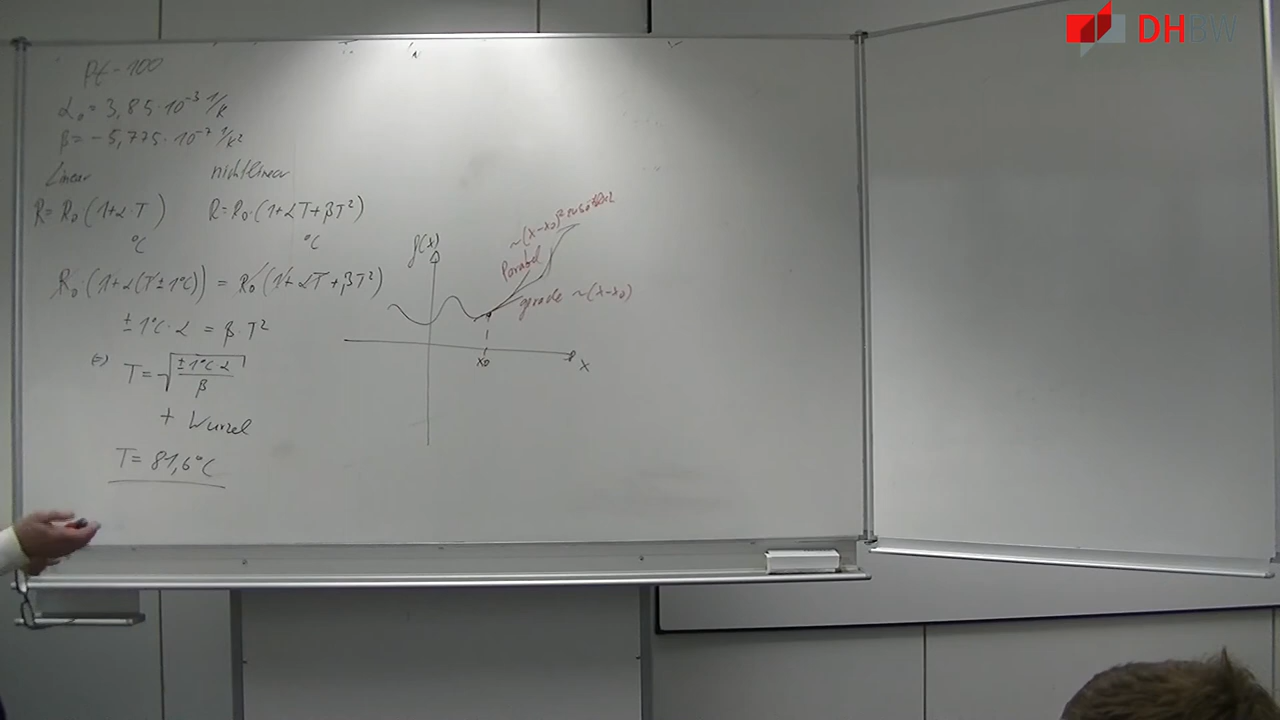 DHBW
Pt-100
α₀ = 3,85·10⁻³ 1/K
β = -5,775·10⁻⁷ 1/K²
Linear
nichtlinear
R = R₀(1+α·T)
°C
R = R₀·(1+αT+βT²)
°C
R₀(1+α(T±1°C)) = R₀(1+αT+βT²)
±1°C·α = β·T²
T = √(±1°C α / β)
+ Wurzel
T = 81,6°C
f(x)
~(x-x₀)²
Parabel
grade ~(x-x₀)
x₀
x